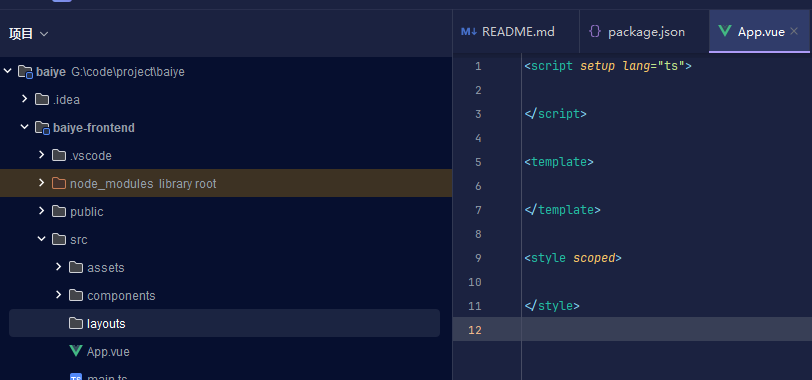 项目
baiye G:\code\project\baiye
.idea
baiye-frontend
.vscode
node_modules library root
public
src
assets
components
layouts
App.vue
TS main.ts
M↓ README.md
{} package.json
App.vue ×
1 <script setup lang="ts">
2
3 </script>
4
5 <template>
6
7 </template>
8
9 <style scoped>
10
11 </style>
12